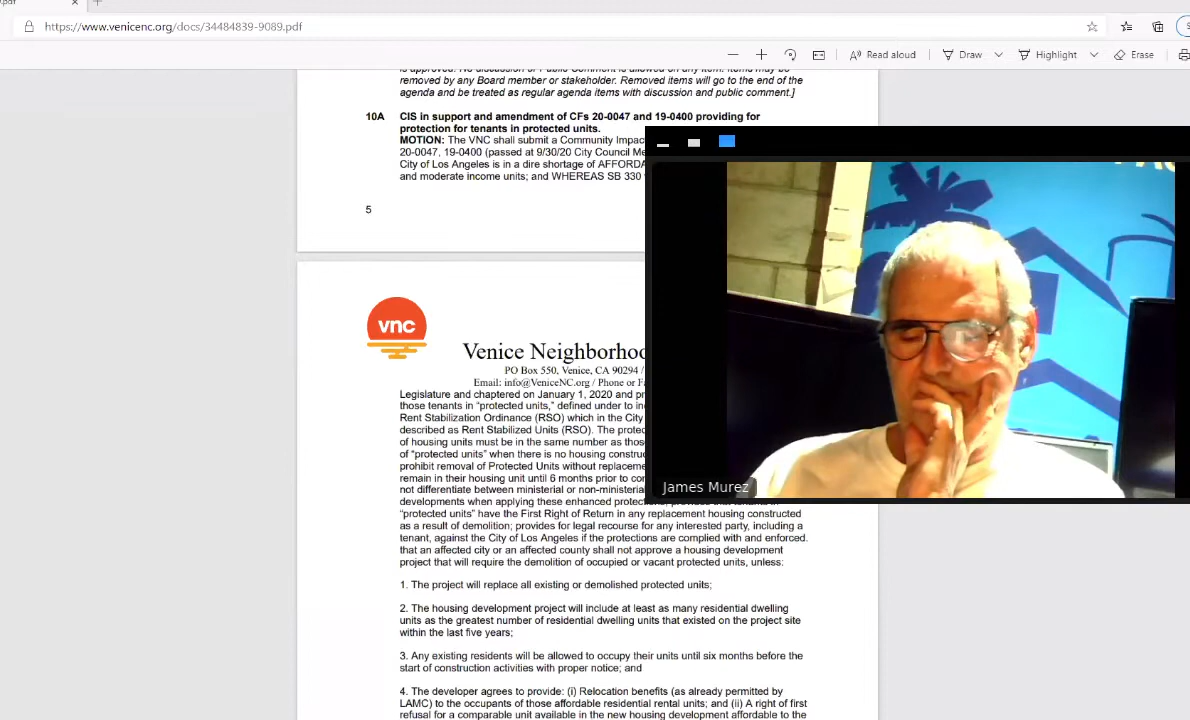 .pdf
https://www.venicenc.org/docs/34484839-9089.pdf
Read aloud
Draw
Highlight
Erase
is approved. No discussion or Public Comment is allowed on any item. Items may be
removed by any Board member or stakeholder. Removed items will go to the end of the
agenda and be treated as regular agenda items with discussion and public comment.]
10A CIS in support and amendment of CFs 20-0047 and 19-0400 providing for
protection for tenants in protected units.
MOTION: The VNC shall submit a Community Impac
20-0047, 19-0400 (passed at 9/30/20 City Council Me
City of Los Angeles is in a dire shortage of AFFORDA
and moderate income units; and WHEREAS SB 330
5
vnc
Venice Neighborhoo
PO Box 550, Venice, CA 90294 /
Email: info@VeniceNC.org / Phone or Fa
Legislature and chaptered on January 1, 2020 and pr
those tenants in “protected units,” defined under to in
Rent Stabilization Ordinance (RSO) which in the City
described as Rent Stabilized Units (RSO). The protec
of housing units must be in the same number as thos
of “protected units” when there is no housing construc
prohibit removal of Protected Units without replaceme
remain in their housing unit until 6 months prior to con
not differentiate between ministerial or non-ministerial
developments when applying these enhanced protec
“protected units” have the First Right of Return in any replacement housing constructed
as a result of demolition; provides for legal recourse for any interested party, including a
tenant, against the City of Los Angeles if the protections are complied with and enforced.
that an affected city or an affected county shall not approve a housing development
project that will require the demolition of occupied or vacant protected units, unless:
1. The project will replace all existing or demolished protected units;
2. The housing development project will include at least as many residential dwelling
units as the greatest number of residential dwelling units that existed on the project site
within the last five years;
3. Any existing residents will be allowed to occupy their units until six months before the
start of construction activities with proper notice; and
4. The developer agrees to provide: (i) Relocation benefits (as already permitted by
LAMC) to the occupants of those affordable residential rental units; and (ii) A right of first
refusal for a comparable unit available in the new housing development affordable to the
James Murez